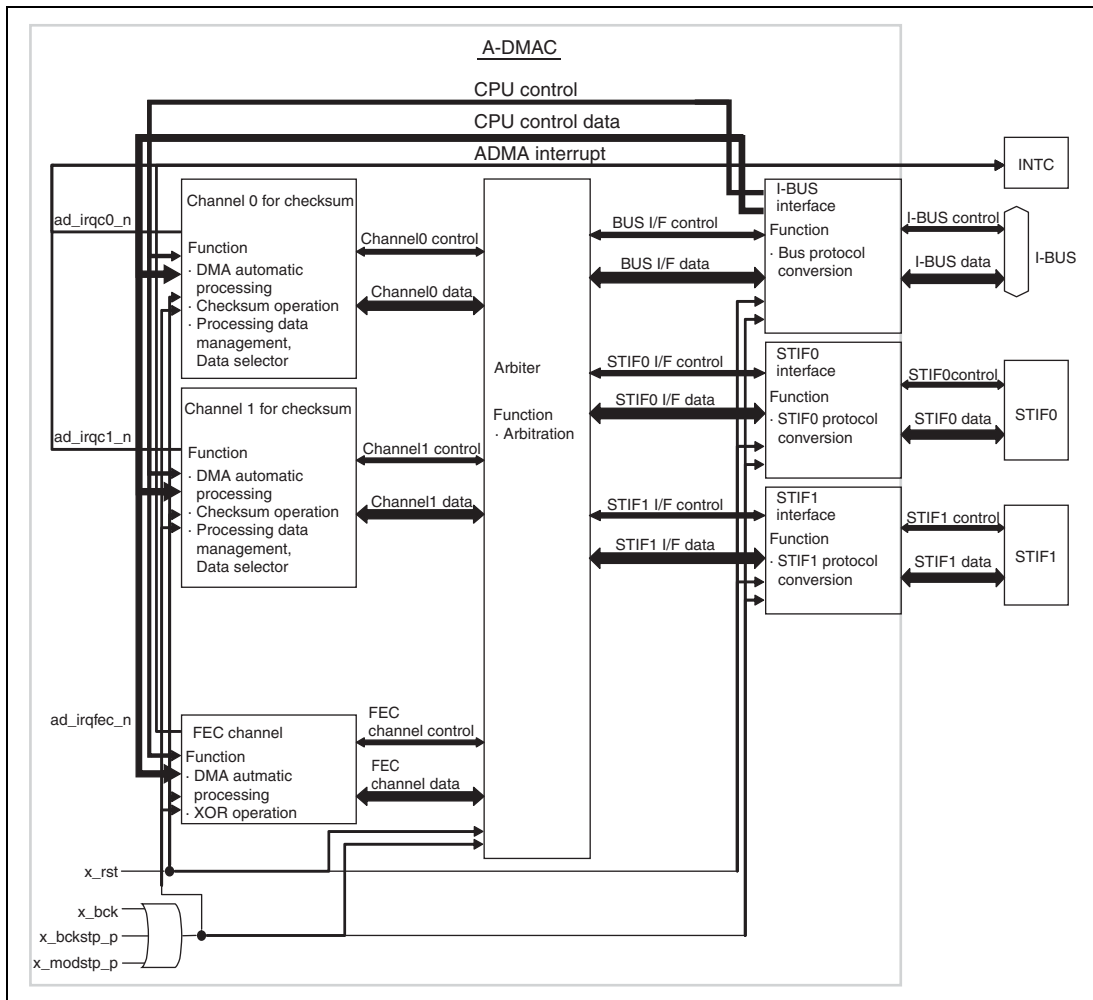 A-DMAC
CPU control
CPU control data
ADMA interrupt
INTC
ad_irqc0_n
Channel 0 for checksum
Function
· DMA automatic
processing
· Checksum operation
· Processing data
management,
Data selector
Channel0 control
Channel0 data
ad_irqc1_n
Channel 1 for checksum
Function
· DMA automatic
processing
· Checksum operation
· Processing data
management,
Data selector
Channel1 control
Channel1 data
ad_irqfec_n
FEC channel
Function
· DMA autmatic
processing
· XOR operation
FEC
channel control
FEC
channel data
Arbiter
Function
· Arbitration
BUS I/F control
BUS I/F data
STIF0 I/F control
STIF0 I/F data
STIF1 I/F control
STIF1 I/F data
I-BUS
interface
Function
· Bus protocol
conversion
I-BUS control
I-BUS data
I-BUS
STIF0
interface
Function
· STIF0 protocol
conversion
STIF0control
STIF0 data
STIF0
STIF1
interface
Function
· STIF1 protocol
conversion
STIF1 control
STIF1 data
STIF1
x_rst
x_bck
x_bckstp_p
x_modstp_p